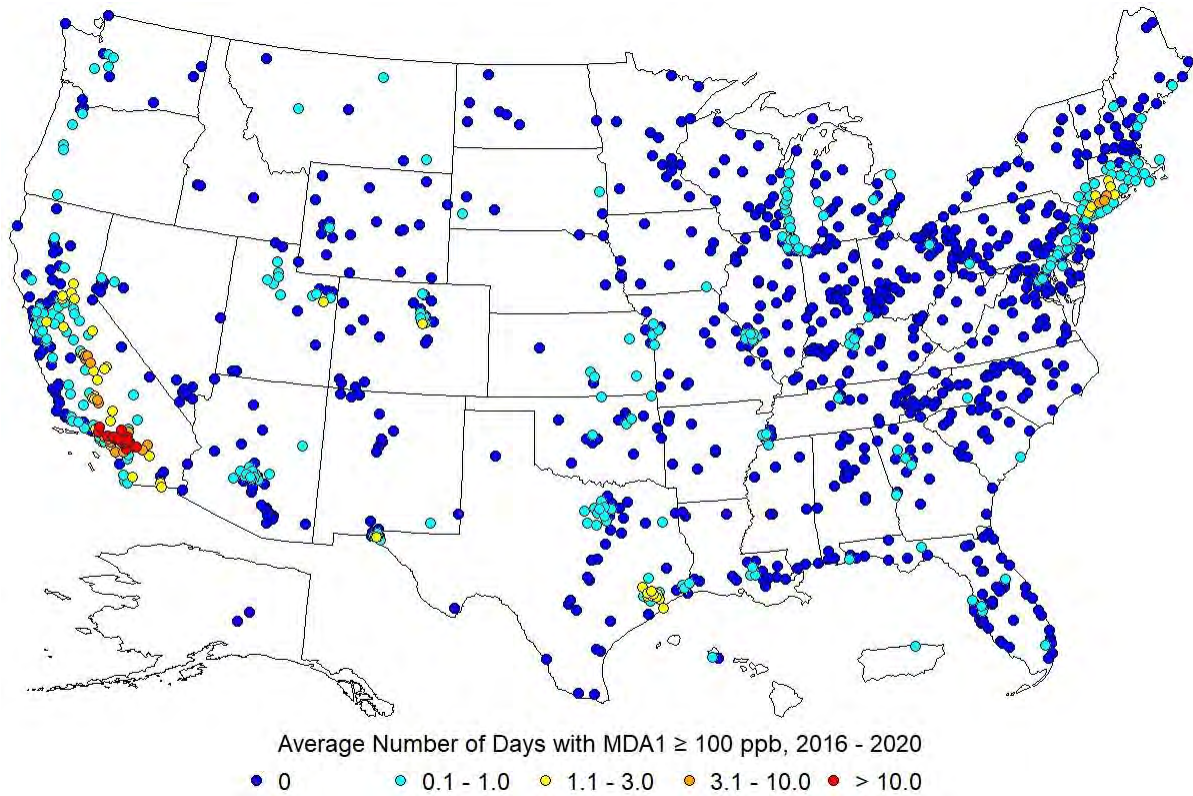 Average Number of Days with MDA1 ≥ 100 ppb, 2016 - 2020
0 0.1 - 1.0 1.1 - 3.0 3.1 - 10.0 > 10.0